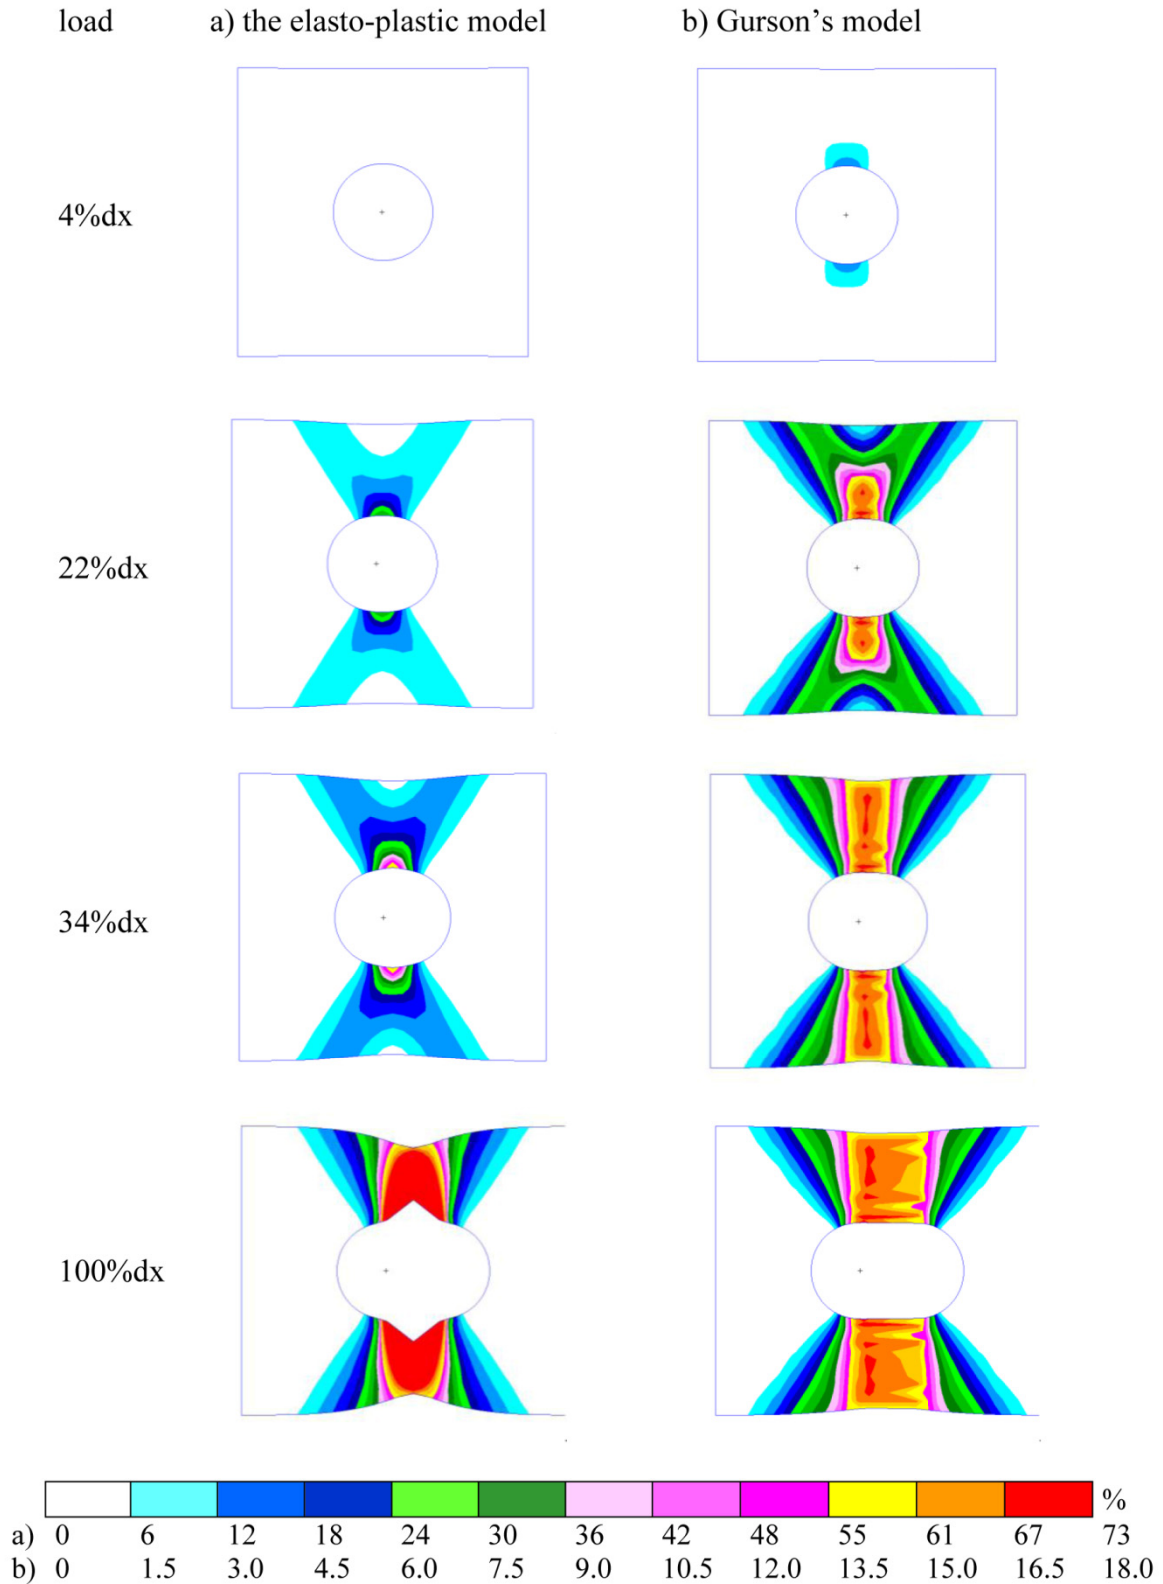 load a) the elasto-plastic model b) Gurson’s model
4%dx
22%dx
34%dx
100%dx
%
a) 0 6 12 18 24 30 36 42 48 55 61 67 73
b) 0 1.5 3.0 4.5 6.0 7.5 9.0 10.5 12.0 13.5 15.0 16.5 18.0